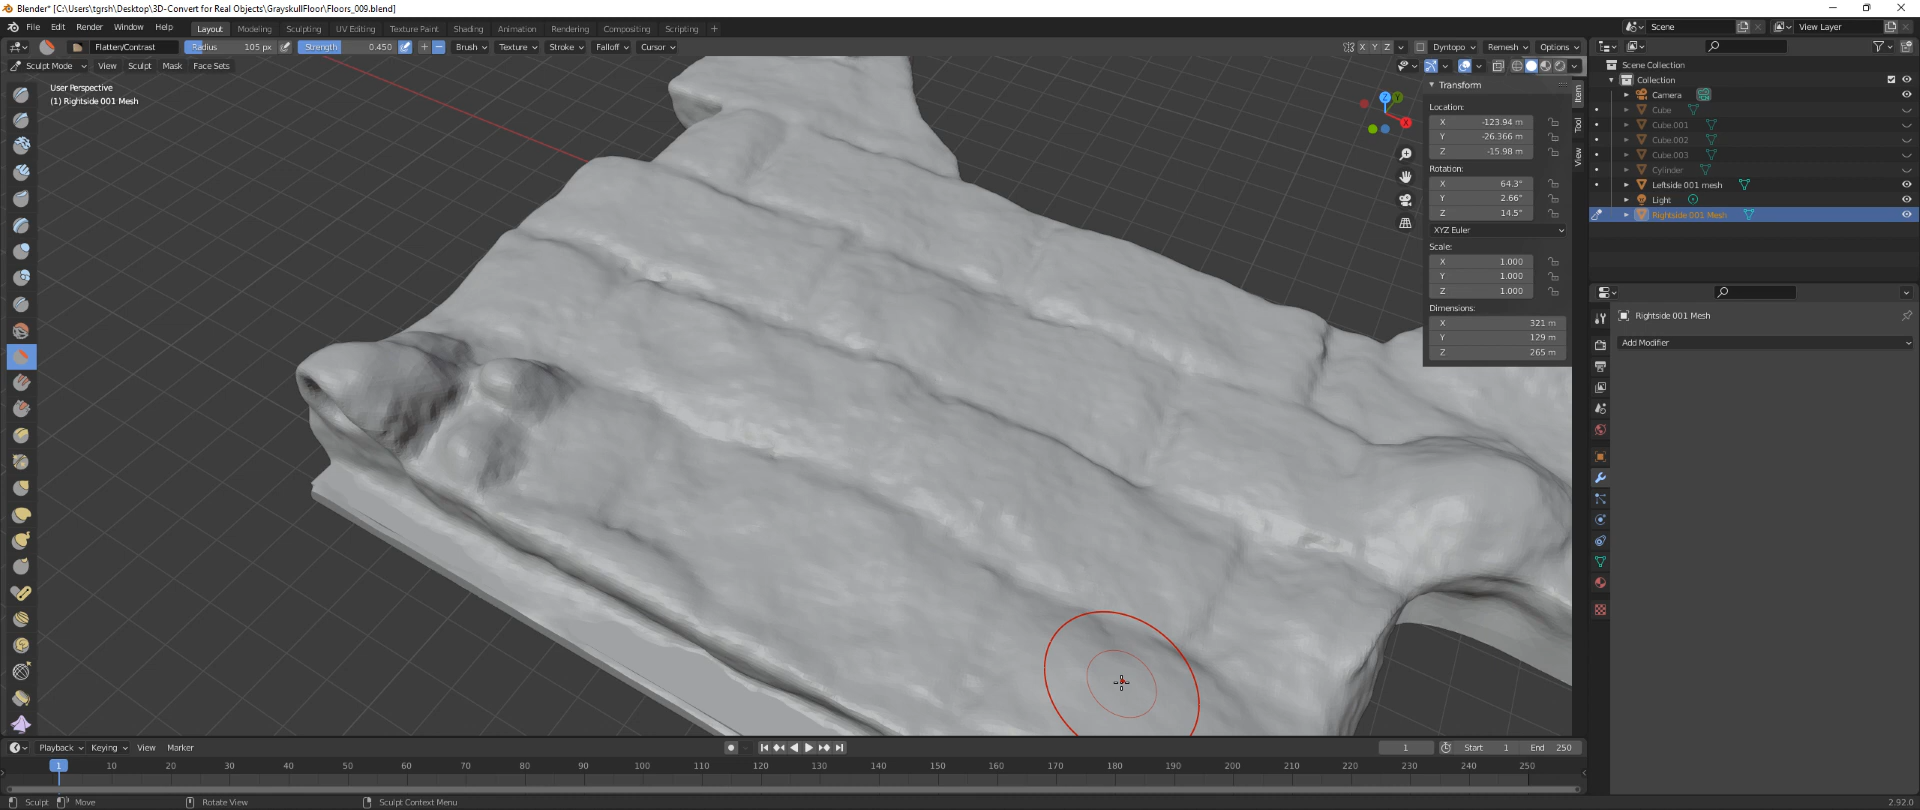 Blender* [C:\Users\tgrsh\Desktop\3D-Convert for Real Objects\GrayskullFloor\Floors_009.blend]
File Edit Render Window Help Layout Modeling Sculpting UV Editing Texture Paint Shading Animation Rendering Compositing Scripting + Scene View Layer
Flatten/Contrast Radius 105 px Strength 0.450 Brush Texture Stroke Falloff Cursor X Y Z Dyntopo Remesh Options
Sculpt Mode View Sculpt Mask Face Sets
User Perspective
(1) Rightside 001 Mesh
Z
Y
X
Transform
Location:
X -123.94 m
Y -26.366 m
Z -15.98 m
Rotation:
X 64.3°
Y 2.66°
Z 14.5°
XYZ Euler
Scale:
X 1.000
Y 1.000
Z 1.000
Dimensions:
X 321 m
Y 129 m
Z 265 m
Item
Tool
View
Scene Collection
Collection
Camera
Cube
Cube.001
Cube.002
Cube.003
Cylinder
Leftside 001 mesh
Light
Rightside 001 Mesh
Rightside 001 Mesh
Add Modifier
Playback Keying View Marker 1 Start 1 End 250
1 10 20 30 40 50 60 70 80 90 100 110 120 130 140 150 160 170 180 190 200 210 220 230 240 250
Sculpt Move Rotate View Sculpt Context Menu 2.92.0